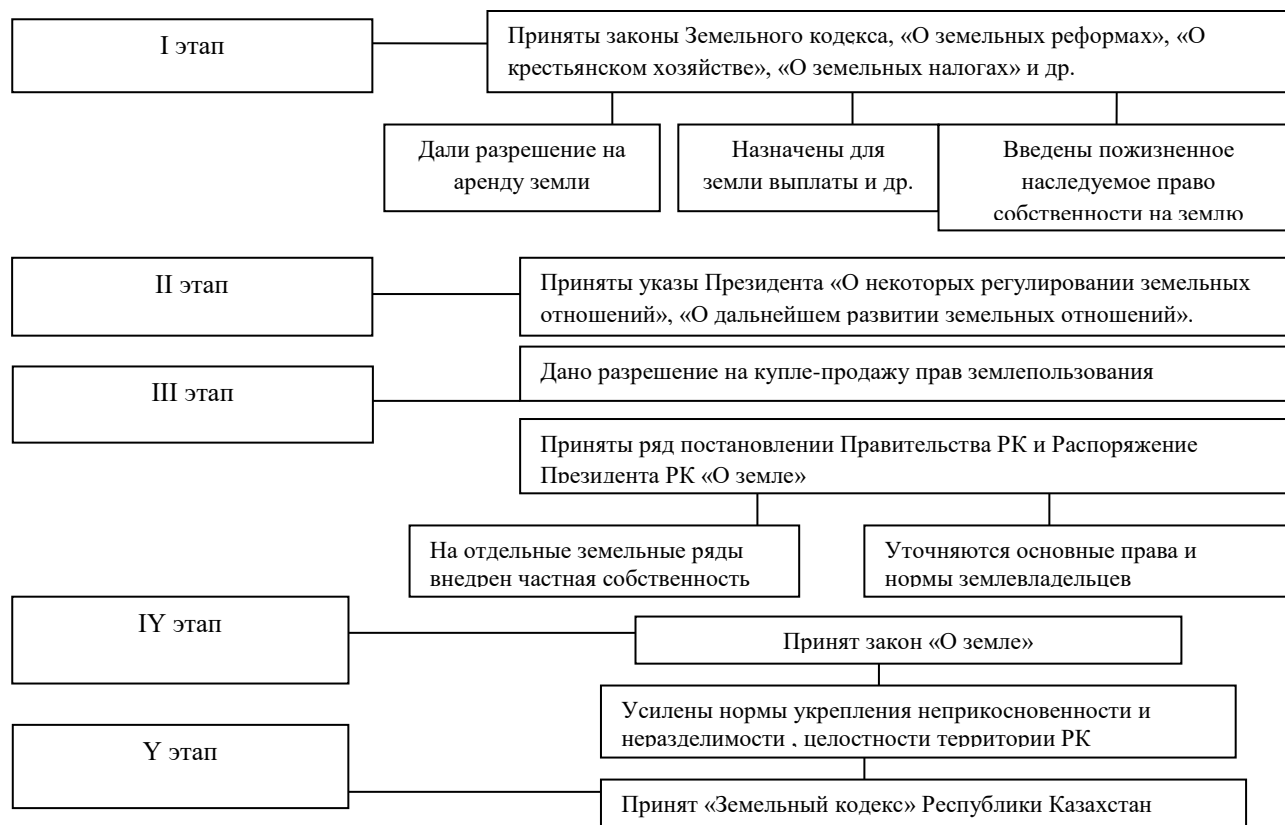 I этап
Приняты законы Земельного кодекса, «О земельных реформах», «О
крестьянском хозяйстве», «О земельных налогах» и др.
Дали разрешение на
аренду земли
Назначены для
земли выплаты и др.
Введены пожизненное
наследуемое право
собственности на землю
II этап
Приняты указы Президента «О некоторых регулировании земельных
отношений», «О дальнейшем развитии земельных отношений».
III этап
Дано разрешение на купле-продажу прав землепользования
Приняты ряд постановлении Правительства РК и Распоряжение
Президента РК «О земле»
На отдельные земельные ряды
внедрен частная собственность
Уточняются основные права и
нормы землевладельцев
IY этап
Принят закон «О земле»
Усилены нормы укрепления неприкосновенности и
неразделимости , целостности территории РК
Y этап
Принят «Земельный кодекс» Республики Казахстан